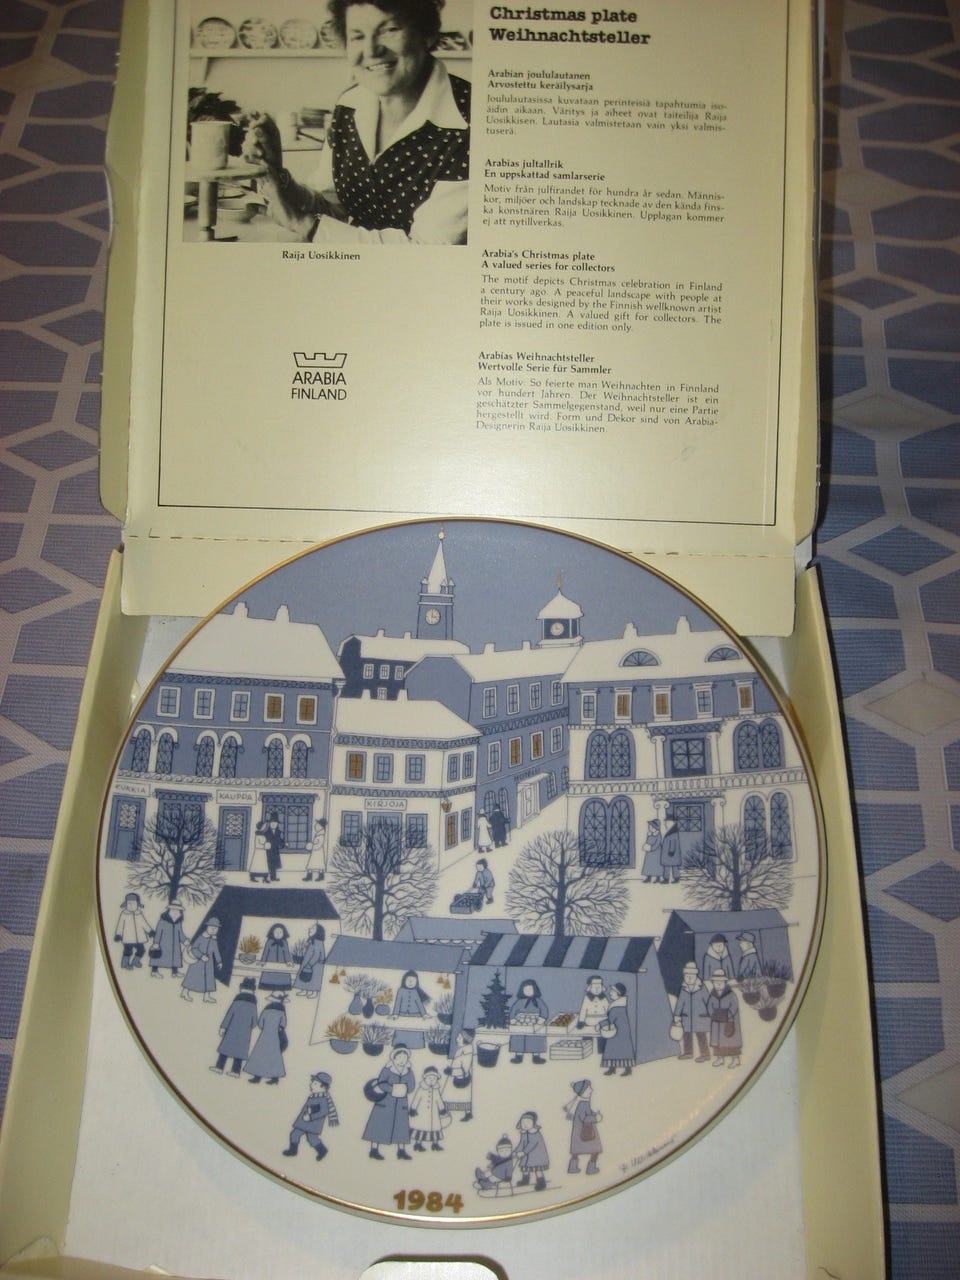 Christmas plate
Weihnachtsteller
Arabian joululautanen
Arvostettu keräilysarja
Joululautasissa kuvataan perinteisiä tapahtumia iso-
äidin aikaan. Väritys ja aiheet ovat taiteilija Raija
Uosikkisen. Lautasia valmistetaan vain yksi valmis-
tuserä.
Arabias jultallrik
En uppskattad samlarserie
Motiv från julfirandet för hundra år sedan. Männis-
kor, miljöer och landskap tecknade av den kända fins-
ka konstnären Raija Uosikkinen. Upplagan kommer
ej att nytillverkas.
Arabia's Christmas plate
A valued series for collectors
The motif depicts Christmas celebration in Finland
a century ago. A peaceful landscape with people at
their works designed by the Finnish wellknown artist
Raija Uosikkinen. A valued gift for collectors. The
plate is issued in one edition only.
Arabias Weihnachtsteller
Wertvolle Serie für Sammler
Als Motiv: So feierte man Weihnachten in Finnland
vor hundert Jahren. Der Weihnachtsteller ist ein
geschätzter Sammelgegenstand, weil nur eine Partie
hergestellt wird. Form und Dekor sind von Arabia-
Designerin Raija Uosikkinen.
Raija Uosikkinen
ARABIA
FINLAND
KUKKIA
KAUPPA
KIRJOJA
HOTELLI
1984